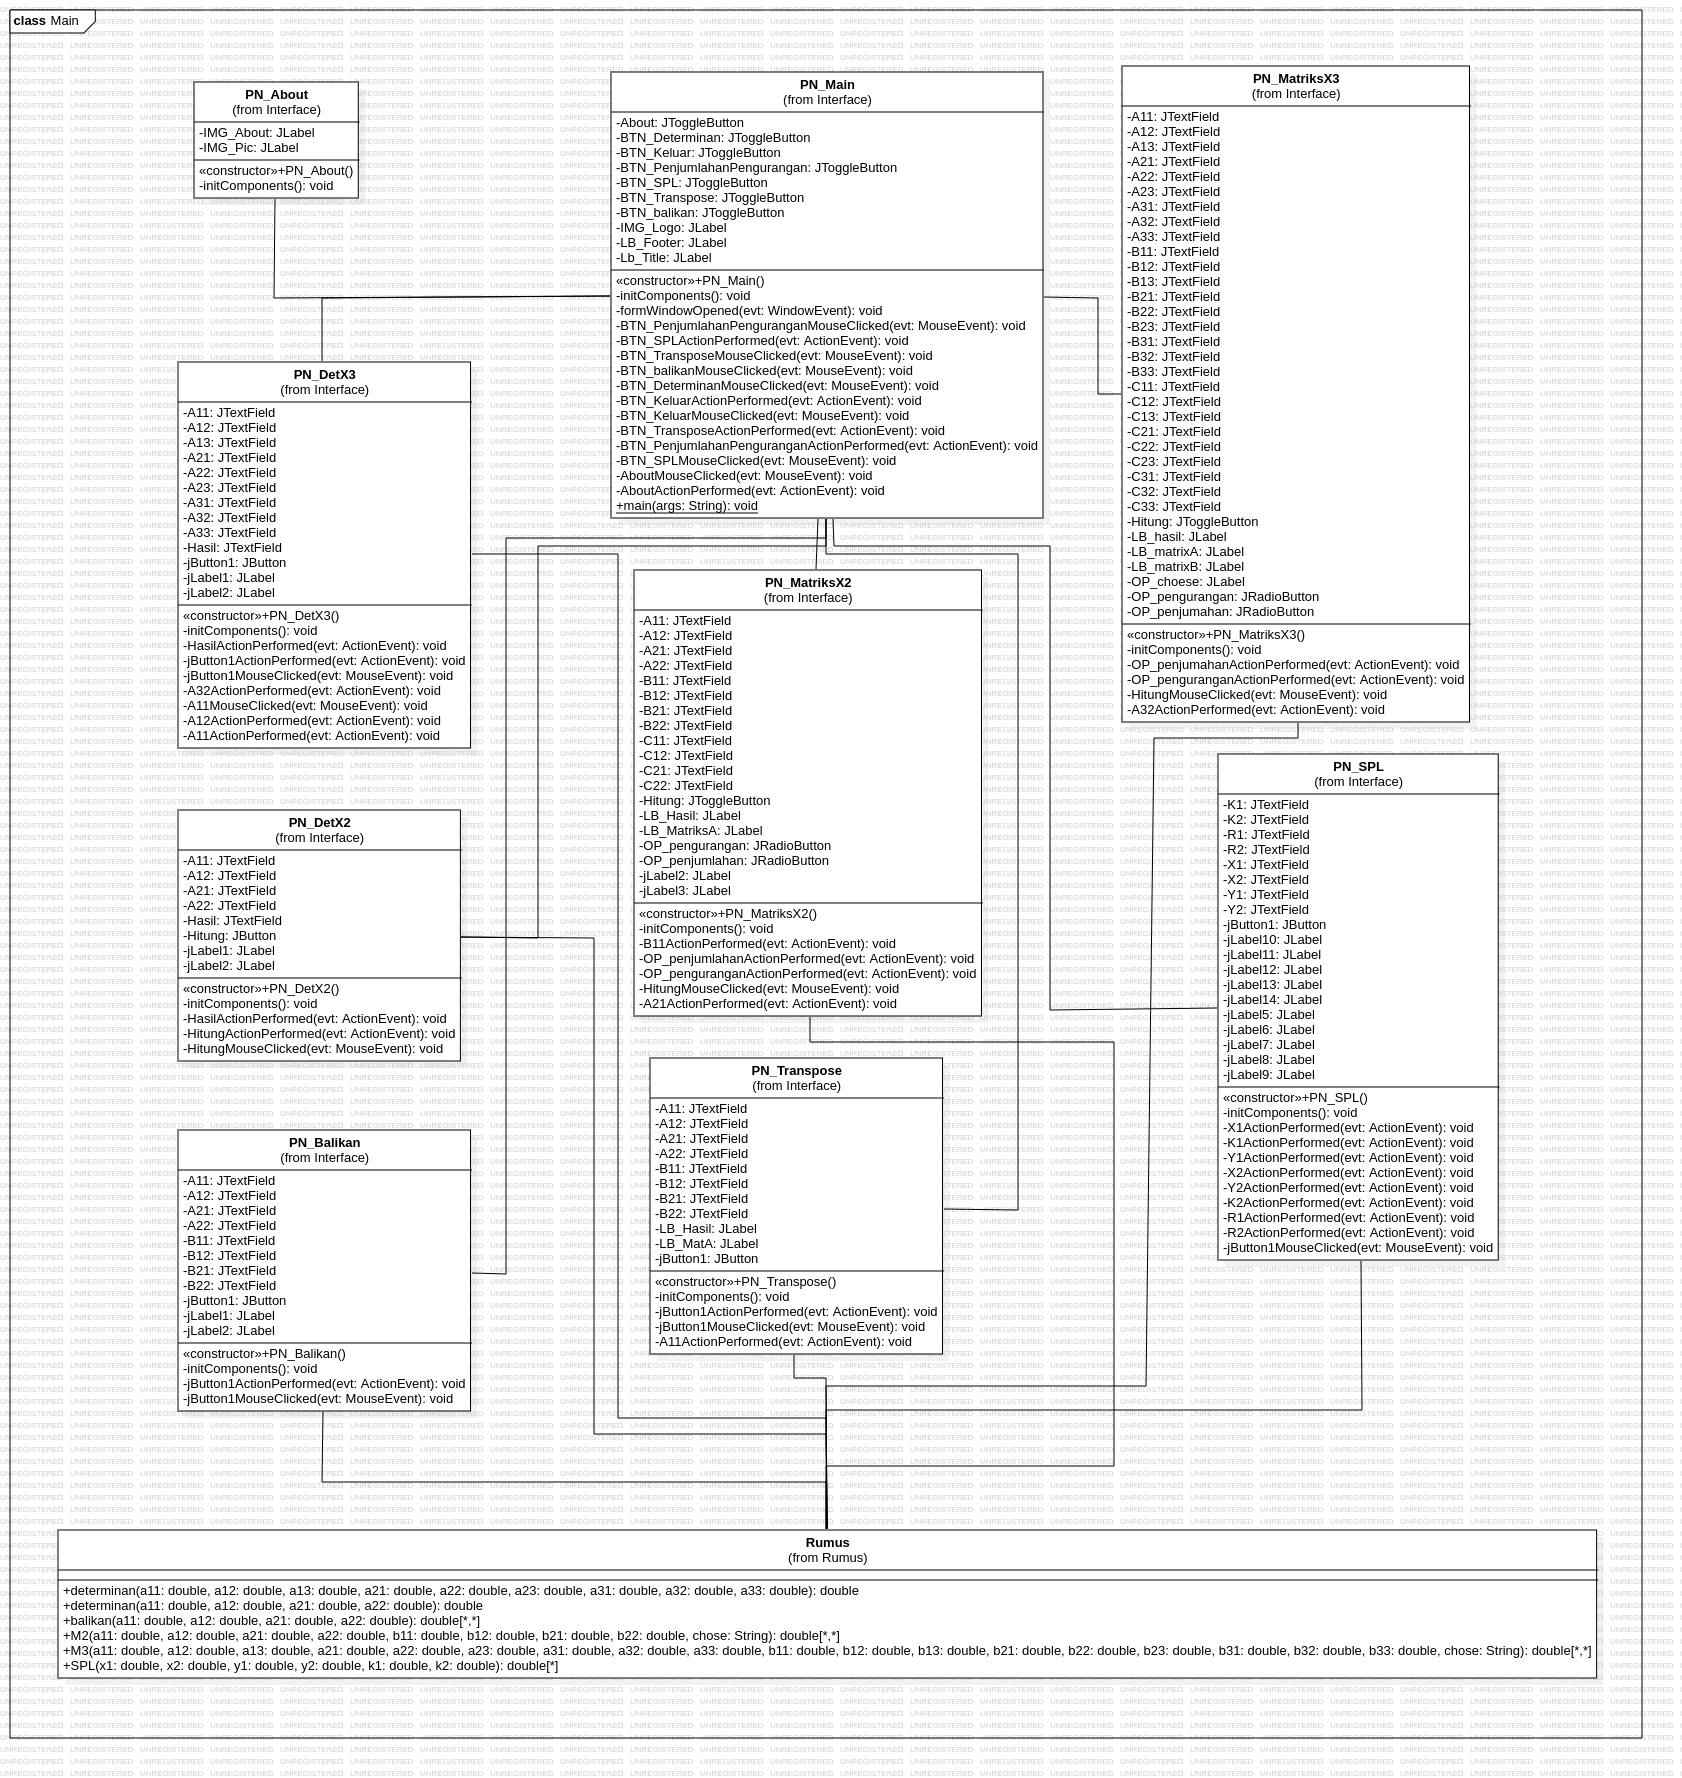 class Main
PN_About
(from Interface)
-IMG_About: JLabel
-IMG_Pic: JLabel
«constructor»+PN_About()
-initComponents(): void
PN_Main
(from Interface)
-About: JToggleButton
-BTN_Determinan: JToggleButton
-BTN_Keluar: JToggleButton
-BTN_PenjumlahanPengurangan: JToggleButton
-BTN_SPL: JToggleButton
-BTN_Transpose: JToggleButton
-BTN_balikan: JToggleButton
-IMG_Logo: JLabel
-LB_Footer: JLabel
-Lb_Title: JLabel
«constructor»+PN_Main()
-initComponents(): void
-formWindowOpened(evt: WindowEvent): void
-BTN_PenjumlahanPenguranganMouseClicked(evt: MouseEvent): void
-BTN_SPLActionPerformed(evt: ActionEvent): void
-BTN_TransposeMouseClicked(evt: MouseEvent): void
-BTN_balikanMouseClicked(evt: MouseEvent): void
-BTN_DeterminanMouseClicked(evt: MouseEvent): void
-BTN_KeluarActionPerformed(evt: ActionEvent): void
-BTN_KeluarMouseClicked(evt: MouseEvent): void
-BTN_TransposeActionPerformed(evt: ActionEvent): void
-BTN_PenjumlahanPenguranganActionPerformed(evt: ActionEvent): void
-BTN_SPLMouseClicked(evt: MouseEvent): void
-AboutMouseClicked(evt: MouseEvent): void
-AboutActionPerformed(evt: ActionEvent): void
+main(args: String): void
PN_MatriksX3
(from Interface)
-A11: JTextField
-A12: JTextField
-A13: JTextField
-A21: JTextField
-A22: JTextField
-A23: JTextField
-A31: JTextField
-A32: JTextField
-A33: JTextField
-B11: JTextField
-B12: JTextField
-B13: JTextField
-B21: JTextField
-B22: JTextField
-B23: JTextField
-B31: JTextField
-B32: JTextField
-B33: JTextField
-C11: JTextField
-C12: JTextField
-C13: JTextField
-C21: JTextField
-C22: JTextField
-C23: JTextField
-C31: JTextField
-C32: JTextField
-C33: JTextField
-Hitung: JToggleButton
-LB_hasil: JLabel
-LB_matrixA: JLabel
-LB_matrixB: JLabel
-OP_choese: JLabel
-OP_pengurangan: JRadioButton
-OP_penjumahan: JRadioButton
«constructor»+PN_MatriksX3()
-initComponents(): void
-OP_penjumahanActionPerformed(evt: ActionEvent): void
-OP_penguranganActionPerformed(evt: ActionEvent): void
-HitungMouseClicked(evt: MouseEvent): void
-A32ActionPerformed(evt: ActionEvent): void
PN_DetX3
(from Interface)
-A11: JTextField
-A12: JTextField
-A13: JTextField
-A21: JTextField
-A22: JTextField
-A23: JTextField
-A31: JTextField
-A32: JTextField
-A33: JTextField
-Hasil: JTextField
-jButton1: JButton
-jLabel1: JLabel
-jLabel2: JLabel
«constructor»+PN_DetX3()
-initComponents(): void
-HasilActionPerformed(evt: ActionEvent): void
-jButton1ActionPerformed(evt: ActionEvent): void
-jButton1MouseClicked(evt: MouseEvent): void
-A32ActionPerformed(evt: ActionEvent): void
-A11MouseClicked(evt: MouseEvent): void
-A12ActionPerformed(evt: ActionEvent): void
-A11ActionPerformed(evt: ActionEvent): void
PN_MatriksX2
(from Interface)
-A11: JTextField
-A12: JTextField
-A21: JTextField
-A22: JTextField
-B11: JTextField
-B12: JTextField
-B21: JTextField
-B22: JTextField
-C11: JTextField
-C12: JTextField
-C21: JTextField
-C22: JTextField
-Hitung: JToggleButton
-LB_Hasil: JLabel
-LB_MatriksA: JLabel
-OP_pengurangan: JRadioButton
-OP_penjumlahan: JRadioButton
-jLabel2: JLabel
-jLabel3: JLabel
«constructor»+PN_MatriksX2()
-initComponents(): void
-B11ActionPerformed(evt: ActionEvent): void
-OP_penjumlahanActionPerformed(evt: ActionEvent): void
-OP_penguranganActionPerformed(evt: ActionEvent): void
-HitungMouseClicked(evt: MouseEvent): void
-A21ActionPerformed(evt: ActionEvent): void
PN_SPL
(from Interface)
-K1: JTextField
-K2: JTextField
-R1: JTextField
-R2: JTextField
-X1: JTextField
-X2: JTextField
-Y1: JTextField
-Y2: JTextField
-jButton1: JButton
-jLabel10: JLabel
-jLabel11: JLabel
-jLabel12: JLabel
-jLabel13: JLabel
-jLabel14: JLabel
-jLabel5: JLabel
-jLabel6: JLabel
-jLabel7: JLabel
-jLabel8: JLabel
-jLabel9: JLabel
«constructor»+PN_SPL()
-initComponents(): void
-X1ActionPerformed(evt: ActionEvent): void
-K1ActionPerformed(evt: ActionEvent): void
-Y1ActionPerformed(evt: ActionEvent): void
-X2ActionPerformed(evt: ActionEvent): void
-Y2ActionPerformed(evt: ActionEvent): void
-K2ActionPerformed(evt: ActionEvent): void
-R1ActionPerformed(evt: ActionEvent): void
-R2ActionPerformed(evt: ActionEvent): void
-jButton1MouseClicked(evt: MouseEvent): void
PN_DetX2
(from Interface)
-A11: JTextField
-A12: JTextField
-A21: JTextField
-A22: JTextField
-Hasil: JTextField
-Hitung: JButton
-jLabel1: JLabel
-jLabel2: JLabel
«constructor»+PN_DetX2()
-initComponents(): void
-HasilActionPerformed(evt: ActionEvent): void
-HitungActionPerformed(evt: ActionEvent): void
-HitungMouseClicked(evt: MouseEvent): void
PN_Transpose
(from Interface)
-A11: JTextField
-A12: JTextField
-A21: JTextField
-A22: JTextField
-B11: JTextField
-B12: JTextField
-B21: JTextField
-B22: JTextField
-LB_Hasil: JLabel
-LB_MatA: JLabel
-jButton1: JButton
«constructor»+PN_Transpose()
-initComponents(): void
-jButton1ActionPerformed(evt: ActionEvent): void
-jButton1MouseClicked(evt: MouseEvent): void
-A11ActionPerformed(evt: ActionEvent): void
PN_Balikan
(from Interface)
-A11: JTextField
-A12: JTextField
-A21: JTextField
-A22: JTextField
-B11: JTextField
-B12: JTextField
-B21: JTextField
-B22: JTextField
-jButton1: JButton
-jLabel1: JLabel
-jLabel2: JLabel
«constructor»+PN_Balikan()
-initComponents(): void
-jButton1ActionPerformed(evt: ActionEvent): void
-jButton1MouseClicked(evt: MouseEvent): void
Rumus
(from Rumus)
+determinan(a11: double, a12: double, a13: double, a21: double, a22: double, a23: double, a31: double, a32: double, a33: double): double
+determinan(a11: double, a12: double, a21: double, a22: double): double
+balikan(a11: double, a12: double, a21: double, a22: double): double[*,*]
+M2(a11: double, a12: double, a21: double, a22: double, b11: double, b12: double, b21: double, b22: double, chose: String): double[*,*]
+M3(a11: double, a12: double, a13: double, a21: double, a22: double, a23: double, a31: double, a32: double, a33: double, b11: double, b12: double, b13: double, b21: double, b22: double, b23: double, b31: double, b32: double, b33: double, chose: String): double[*,*]
+SPL(x1: double, x2: double, y1: double, y2: double, k1: double, k2: double): double[*]